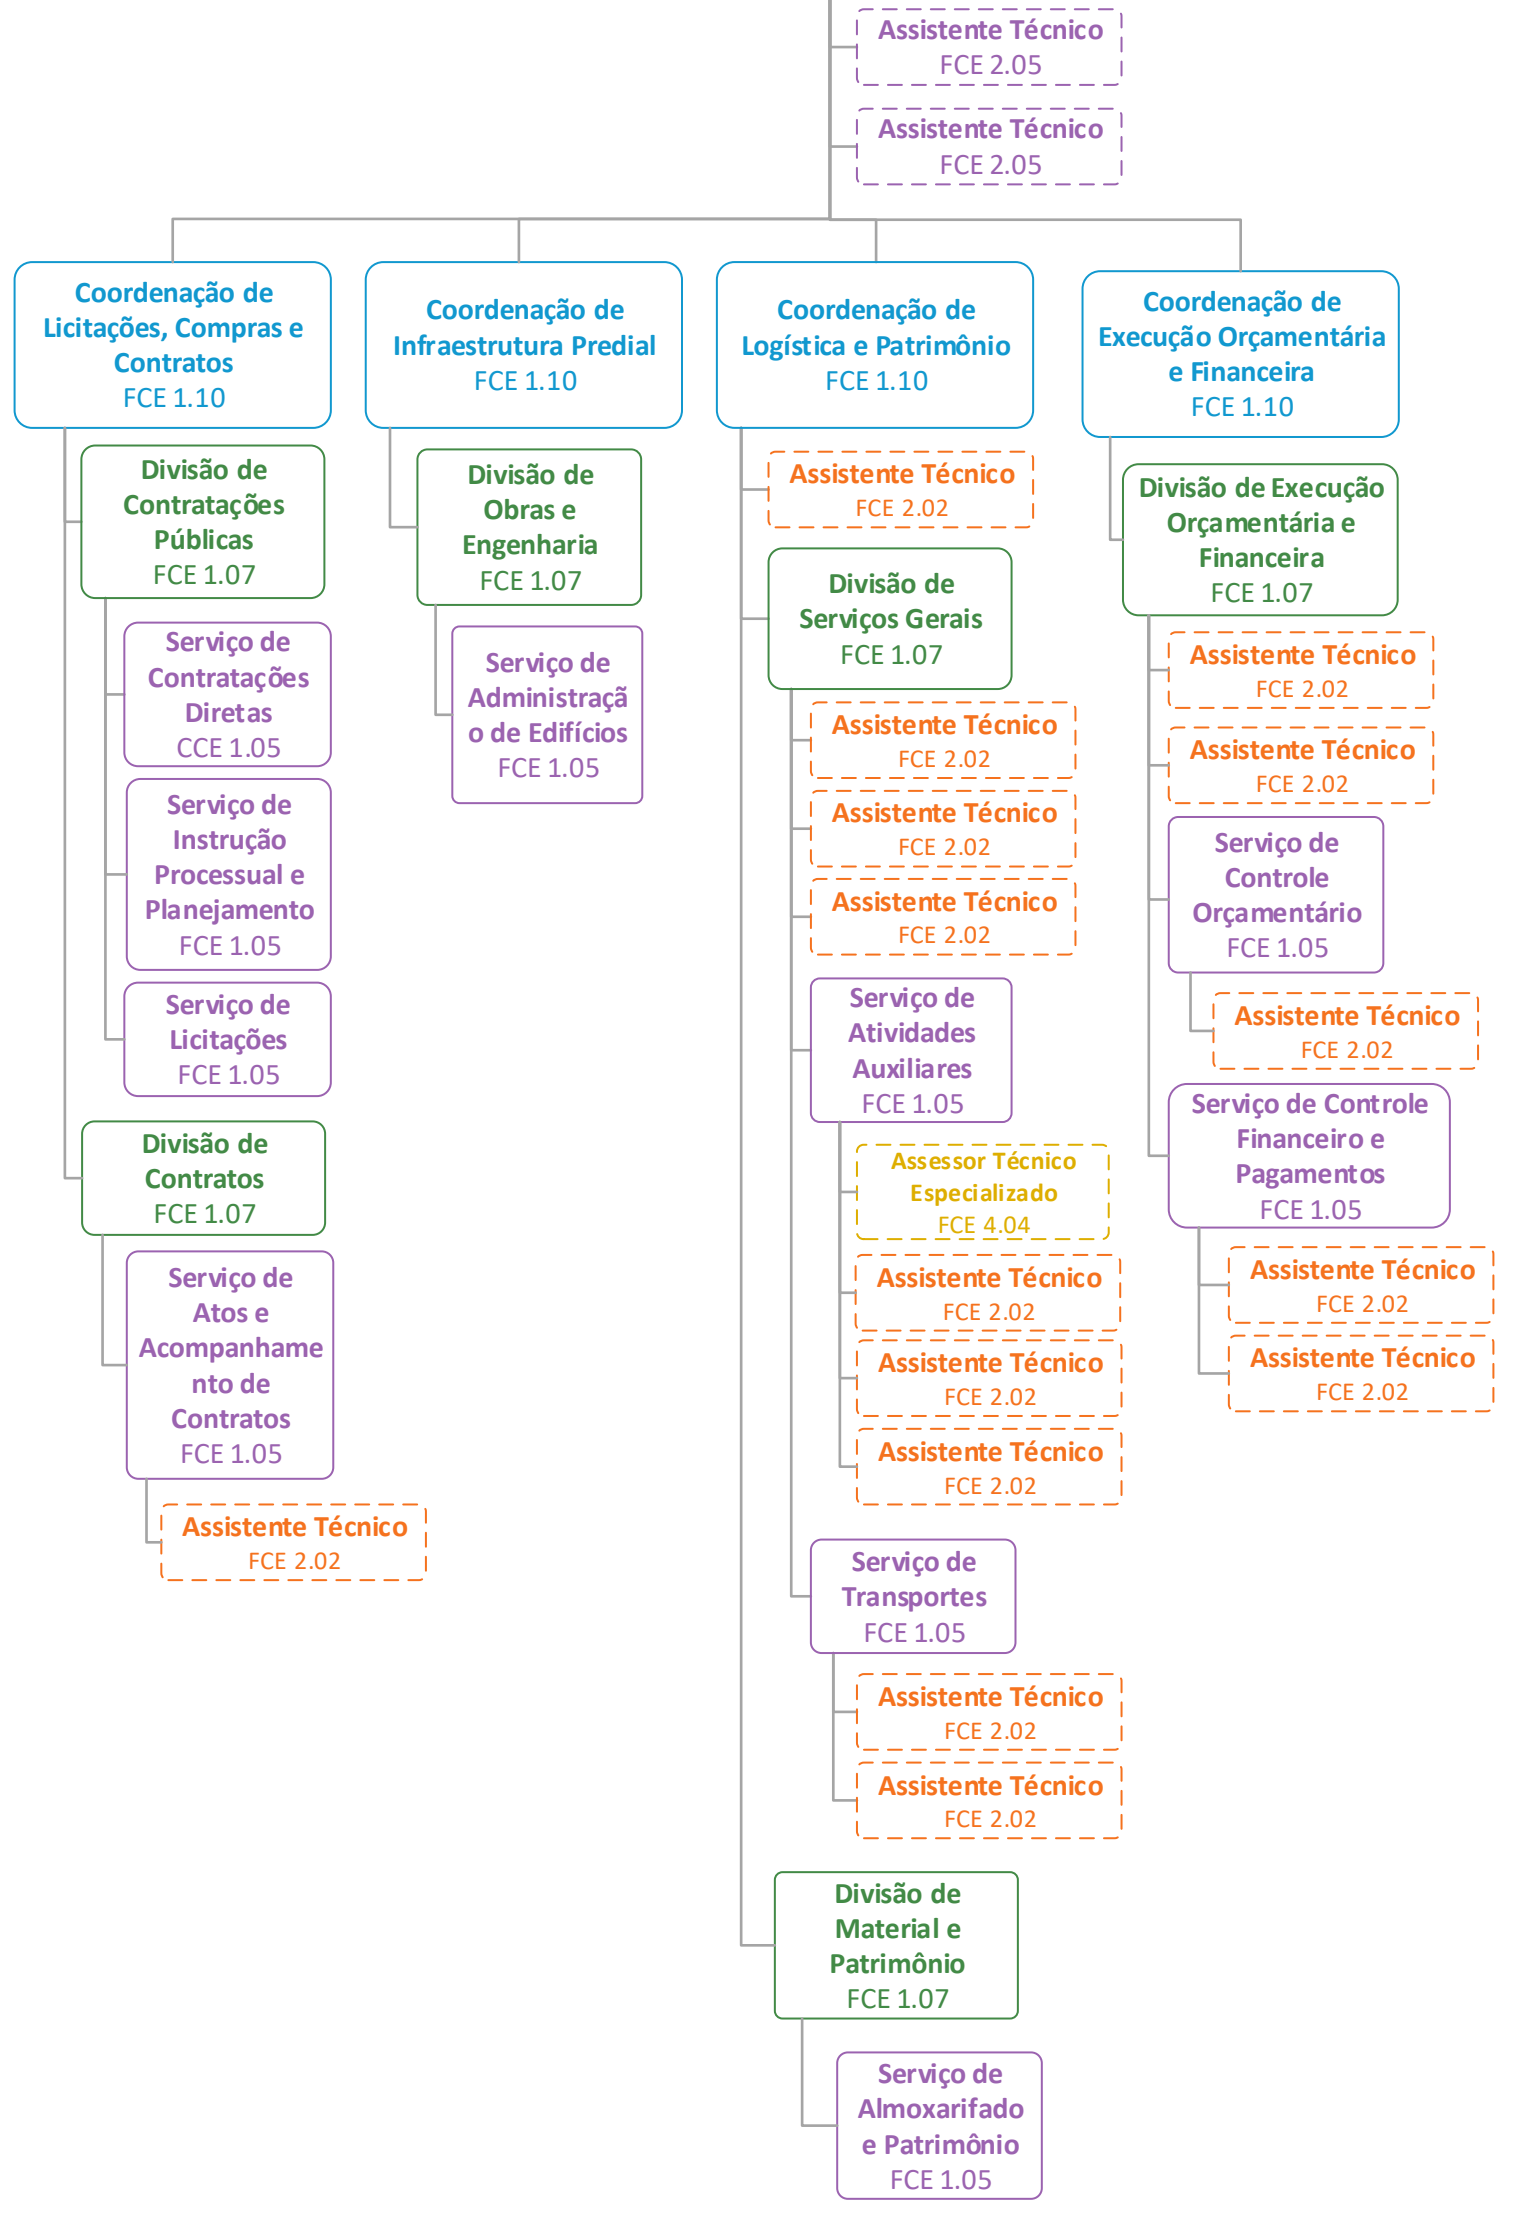 Assistente Técnico
FCE 2.05
Assistente Técnico
FCE 2.05
Coordenação de
Licitações, Compras e
Contratos
FCE 1.10
Divisão de
Contratações
Públicas
FCE 1.07
Serviço de
Contratações
Diretas
CCE 1.05
Serviço de
Instrução
Processual e
Planejamento
FCE 1.05
Serviço de
Licitações
FCE 1.05
Divisão de
Contratos
FCE 1.07
Serviço de
Atos e
Acompanhame
nto de
Contratos
FCE 1.05
Assistente Técnico
FCE 2.02
Coordenação de
Infraestrutura Predial
FCE 1.10
Divisão de
Obras e
Engenharia
FCE 1.07
Serviço de
Administraçã
o de Edifícios
FCE 1.05
Coordenação de
Logística e Patrimônio
FCE 1.10
Assistente Técnico
FCE 2.02
Divisão de
Serviços Gerais
FCE 1.07
Assistente Técnico
FCE 2.02
Assistente Técnico
FCE 2.02
Assistente Técnico
FCE 2.02
Serviço de
Atividades
Auxiliares
FCE 1.05
Assessor Técnico
Especializado
FCE 4.04
Assistente Técnico
FCE 2.02
Assistente Técnico
FCE 2.02
Assistente Técnico
FCE 2.02
Serviço de
Transportes
FCE 1.05
Assistente Técnico
FCE 2.02
Assistente Técnico
FCE 2.02
Divisão de
Material e
Patrimônio
FCE 1.07
Serviço de
Almoxarifado
e Patrimônio
FCE 1.05
Coordenação de
Execução Orçamentária
e Financeira
FCE 1.10
Divisão de Execução
Orçamentária e
Financeira
FCE 1.07
Assistente Técnico
FCE 2.02
Assistente Técnico
FCE 2.02
Serviço de
Controle
Orçamentário
FCE 1.05
Assistente Técnico
FCE 2.02
Serviço de Controle
Financeiro e
Pagamentos
FCE 1.05
Assistente Técnico
FCE 2.02
Assistente Técnico
FCE 2.02